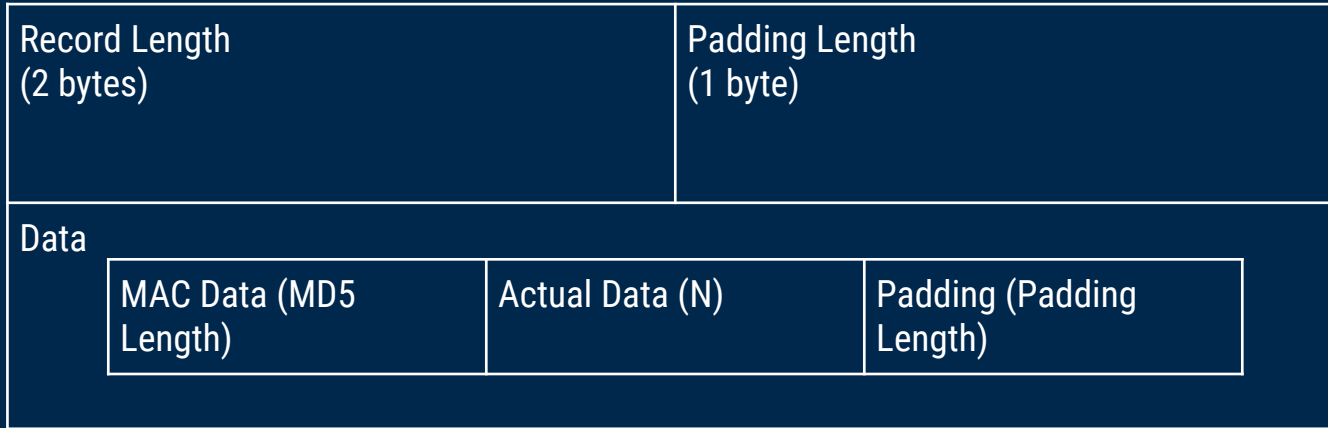 Record Length
(2 bytes)
Padding Length
(1 byte)
Data
MAC Data (MD5
Length)
Actual Data (N)
Padding (Padding
Length)